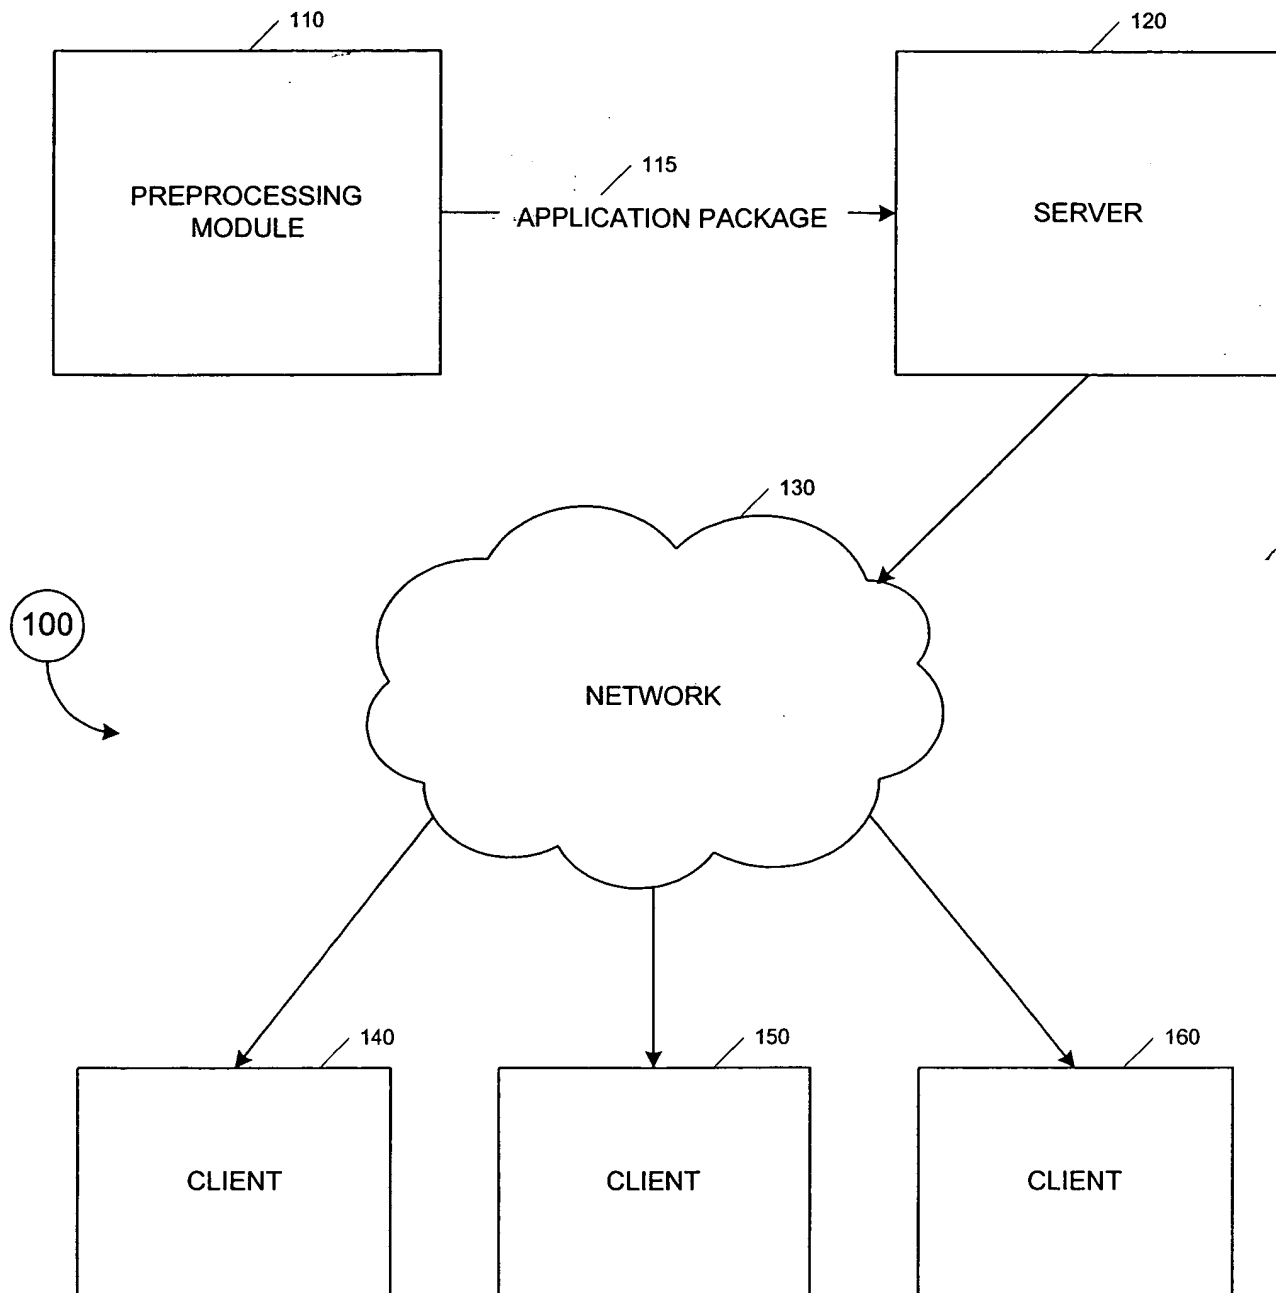 110
120
115
PREPROCESSING
MODULE
APPLICATION PACKAGE
SERVER
130
100
NETWORK
140
150
160
CLIENT
CLIENT
CLIENT